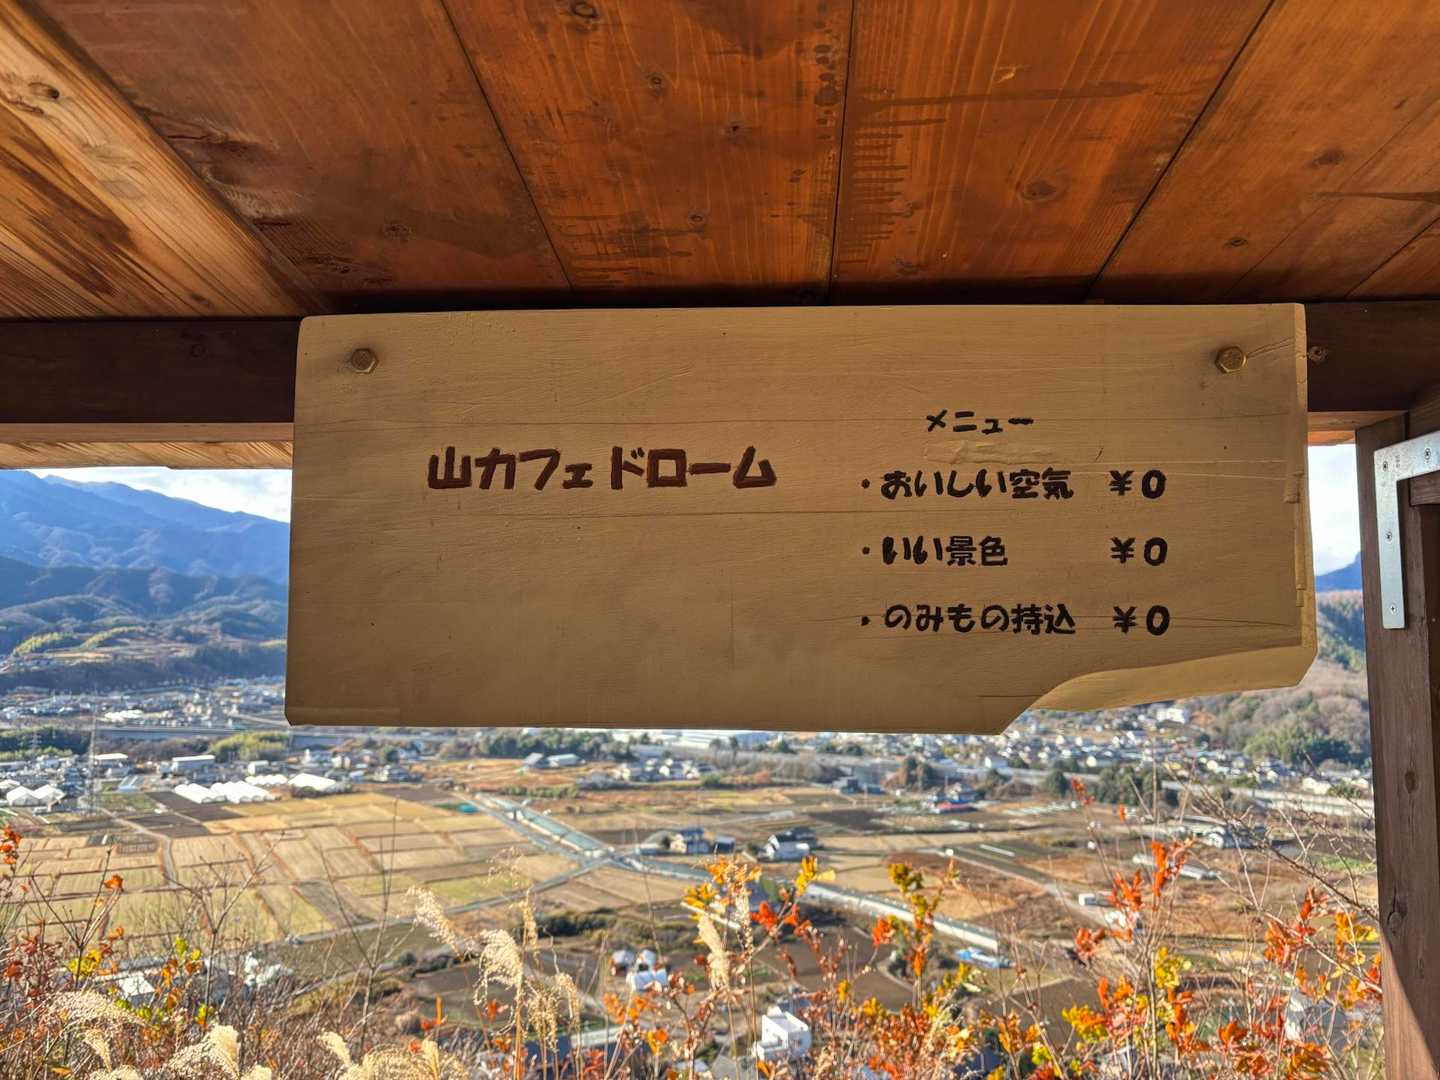 山カフェドローム
メニュー
・おいしい空気 ¥0
・いい景色 ¥0
・のみもの持込 ¥0